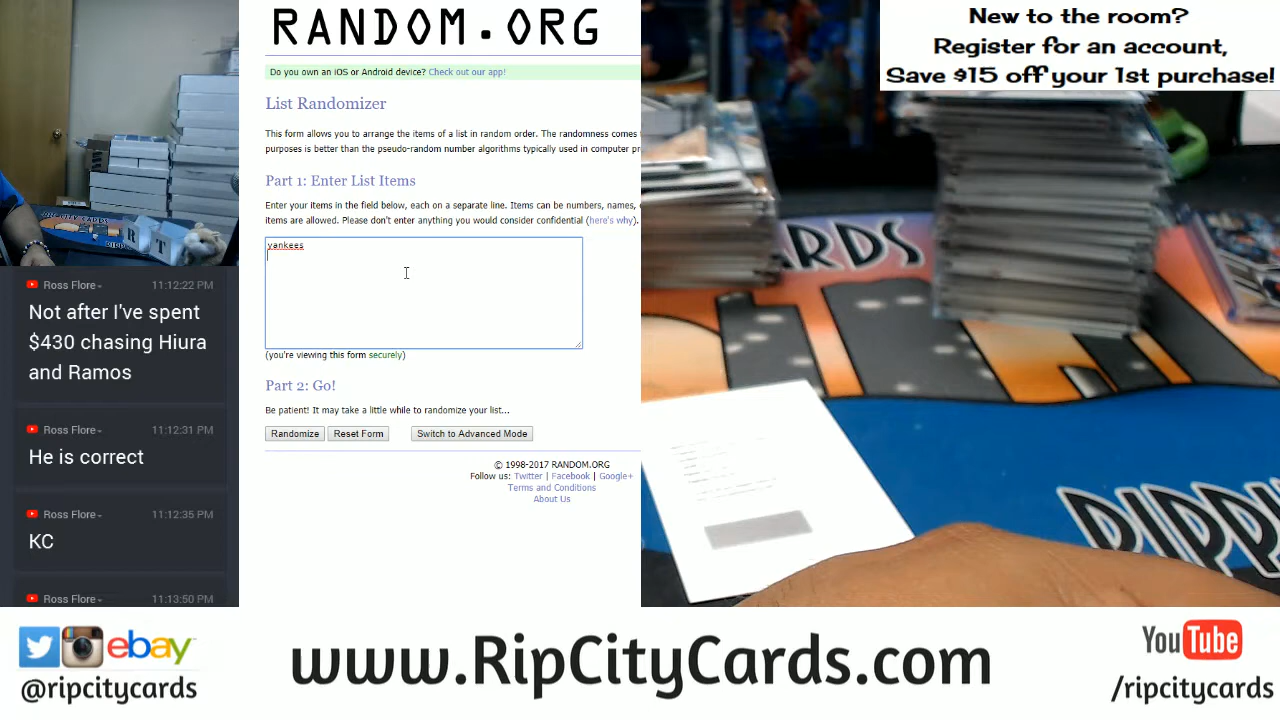 RANDOM.ORG
Do you own an iOS or Android device? Check out our app!
List Randomizer
This form allows you to arrange the items of a list in random order. The randomness comes
purposes is better than the pseudo-random number algorithms typically used in computer
Part 1: Enter List Items
Enter your items in the field below, each on a separate line. Items can be numbers, names,
items are allowed. Please don't enter anything you would consider confidential (here's why).
yankees
(you're viewing this form securely)
Part 2: Go!
Be patient! It may take a little while to randomize your list...
Randomize Reset Form Switch to Advanced Mode
© 1998-2017 RANDOM.ORG
Follow us: Twitter | Facebook | Google+
Terms and Conditions
About Us
New to the room?
Register for an account,
Save $15 off your 1st purchase!
Ross Flore 11:12:22 PM
Not after I've spent
$430 chasing Hiura
and Ramos
Ross Flore 11:12:31 PM
He is correct
Ross Flore 11:12:35 PM
KC
Ross Flore 11:13:50 PM
RIP CITY CARDS
R T
ARDS
RIPPI
ebay
@ripcitycards
www.RipCityCards.com
YouTube
/ripcitycards